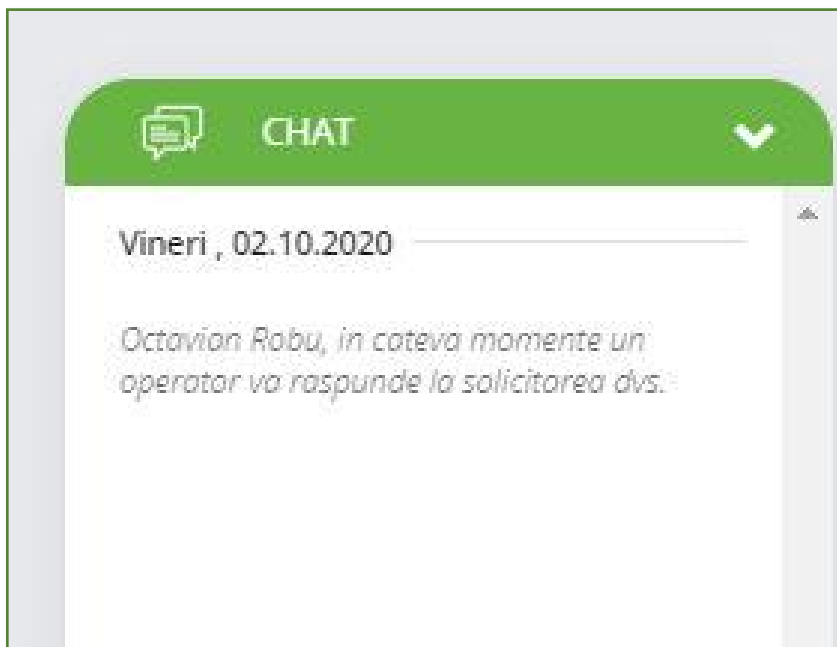 CHAT
Vineri , 02.10.2020
Octavian Robu, in cateva momente un
operator va raspunde la solicitarea dvs.